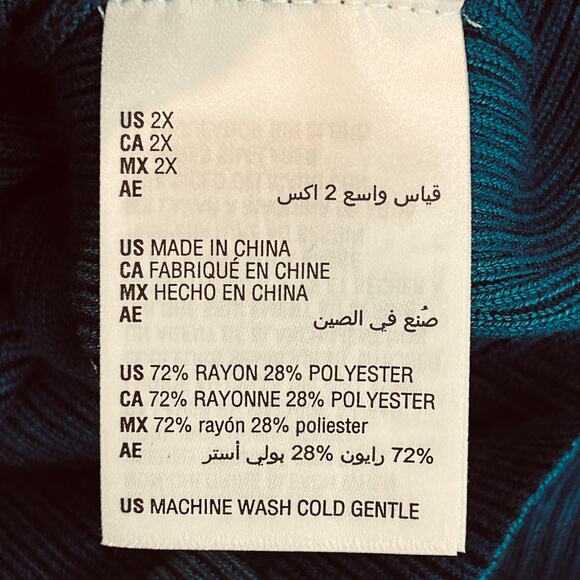 US 2X
CA 2X
MX 2X
AE قياس واسع 2 اكس
US MADE IN CHINA
CA FABRIQUÉ EN CHINE
MX HECHO EN CHINA
AE صُنع في الصين
US 72% RAYON 28% POLYESTER
CA 72% RAYONNE 28% POLYESTER
MX 72% rayón 28% poliester
AE 72% رايون 28% بولي أستر
US MACHINE WASH COLD GENTLE